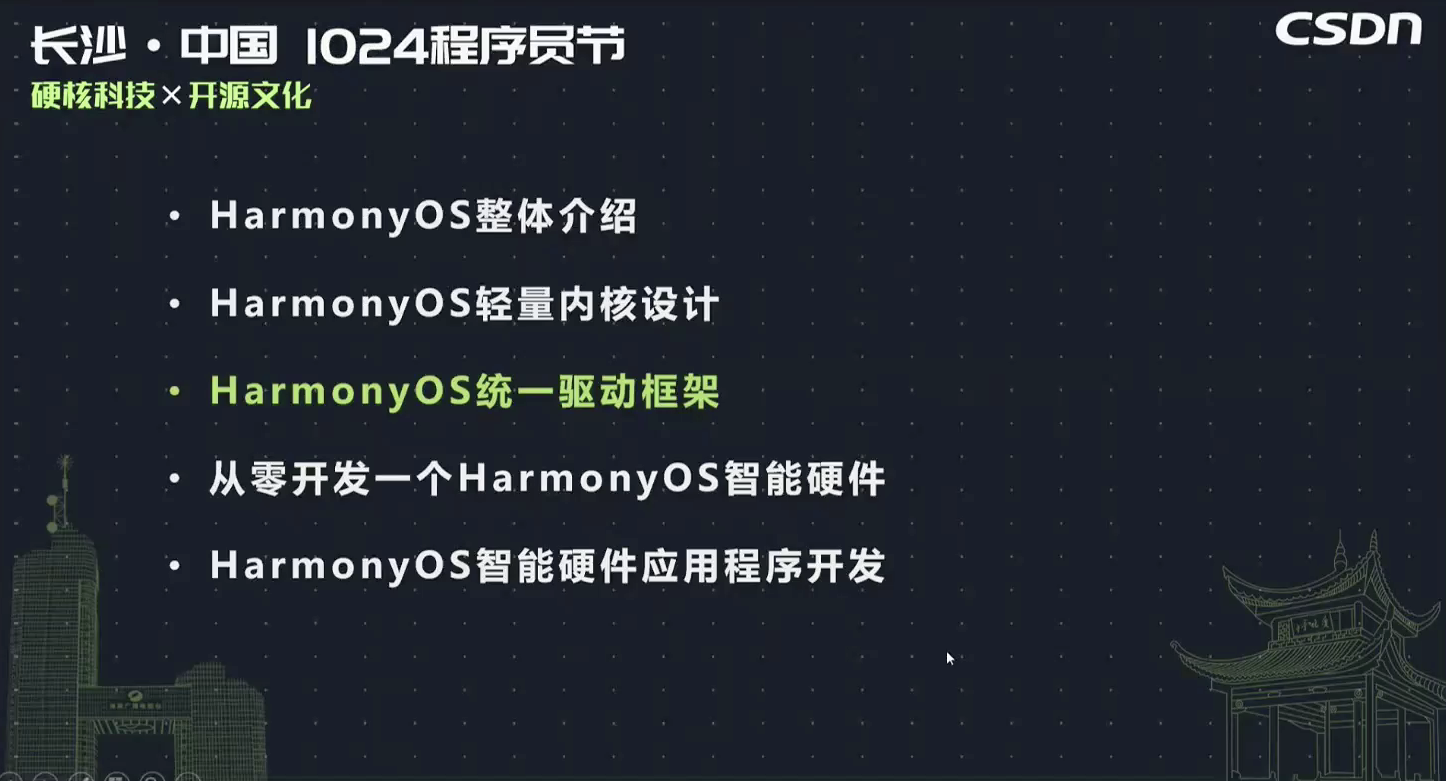 长沙·中国 1024程序员节
CSDN
硬核科技×开源文化
• HarmonyOS整体介绍
• HarmonyOS轻量内核设计
• HarmonyOS统一驱动框架
• 从零开发一个HarmonyOS智能硬件
• HarmonyOS智能硬件应用程序开发